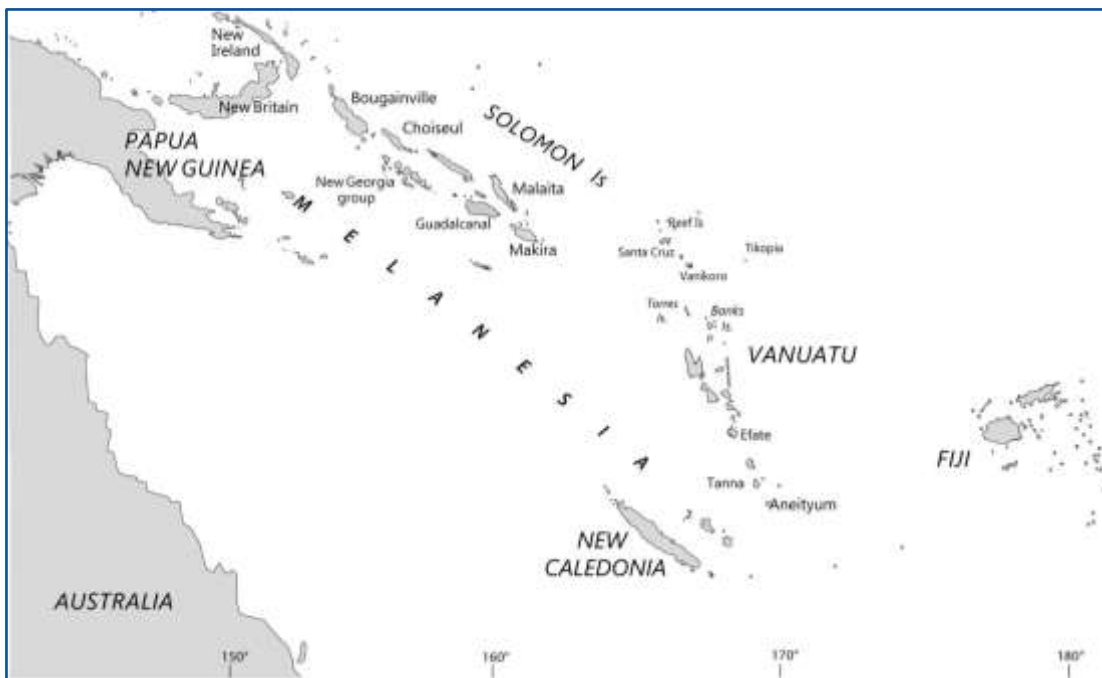 New
Ireland
New Britain
Bougainville
Choiseul
SOLOMON Is
PAPUA
NEW GUINEA
New Georgia
group
Malaita
Guadalcanal
Makira
MELANESIA
Reef Is.
Santa Cruz
Tikopia
Vanikoro
Torres
Is.
Banks
Is.
VANUATU
Efate
FIJI
Tanna
Aneityum
NEW
CALEDONIA
AUSTRALIA
150°
160°
170°
180°